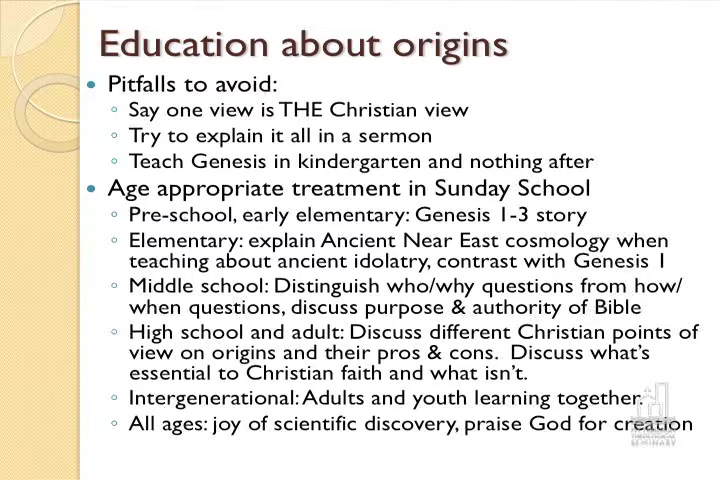 Education about origins
• Pitfalls to avoid:
◦ Say one view is THE Christian view
◦ Try to explain it all in a sermon
◦ Teach Genesis in kindergarten and nothing after
• Age appropriate treatment in Sunday School
◦ Pre-school, early elementary: Genesis 1-3 story
◦ Elementary: explain Ancient Near East cosmology when
teaching about ancient idolatry, contrast with Genesis 1
◦ Middle school: Distinguish who/why questions from how/
when questions, discuss purpose & authority of Bible
◦ High school and adult: Discuss different Christian points of
view on origins and their pros & cons.  Discuss what's
essential to Christian faith and what isn't.
◦ Intergenerational: Adults and youth learning together.
◦ All ages: joy of scientific discovery, praise God for creation
THEOLOGICAL
SEMINARY